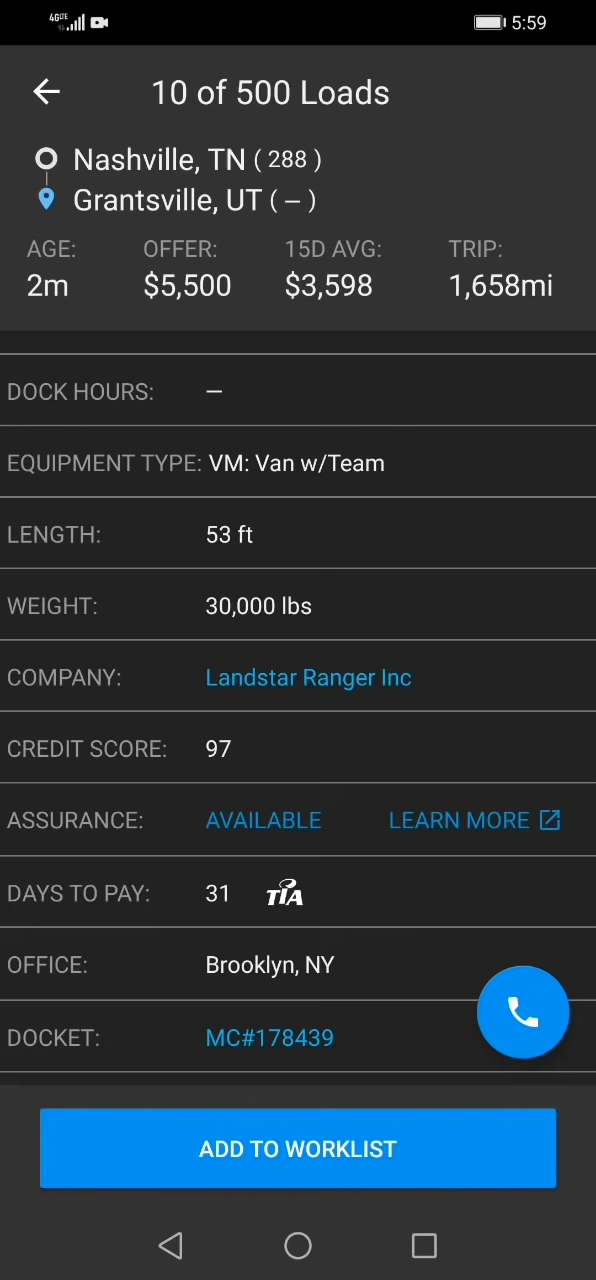 4G LTE 5:59
10 of 500 Loads
Nashville, TN ( 288 )
Grantsville, UT ( – )
AGE: OFFER: 15D AVG: TRIP:
2m $5,500 $3,598 1,658mi
DOCK HOURS: –
EQUIPMENT TYPE: VM: Van w/Team
LENGTH: 53 ft
WEIGHT: 30,000 lbs
COMPANY: Landstar Ranger Inc
CREDIT SCORE: 97
ASSURANCE: AVAILABLE LEARN MORE
DAYS TO PAY: 31 TIA
OFFICE: Brooklyn, NY
DOCKET: MC#178439
ADD TO WORKLIST